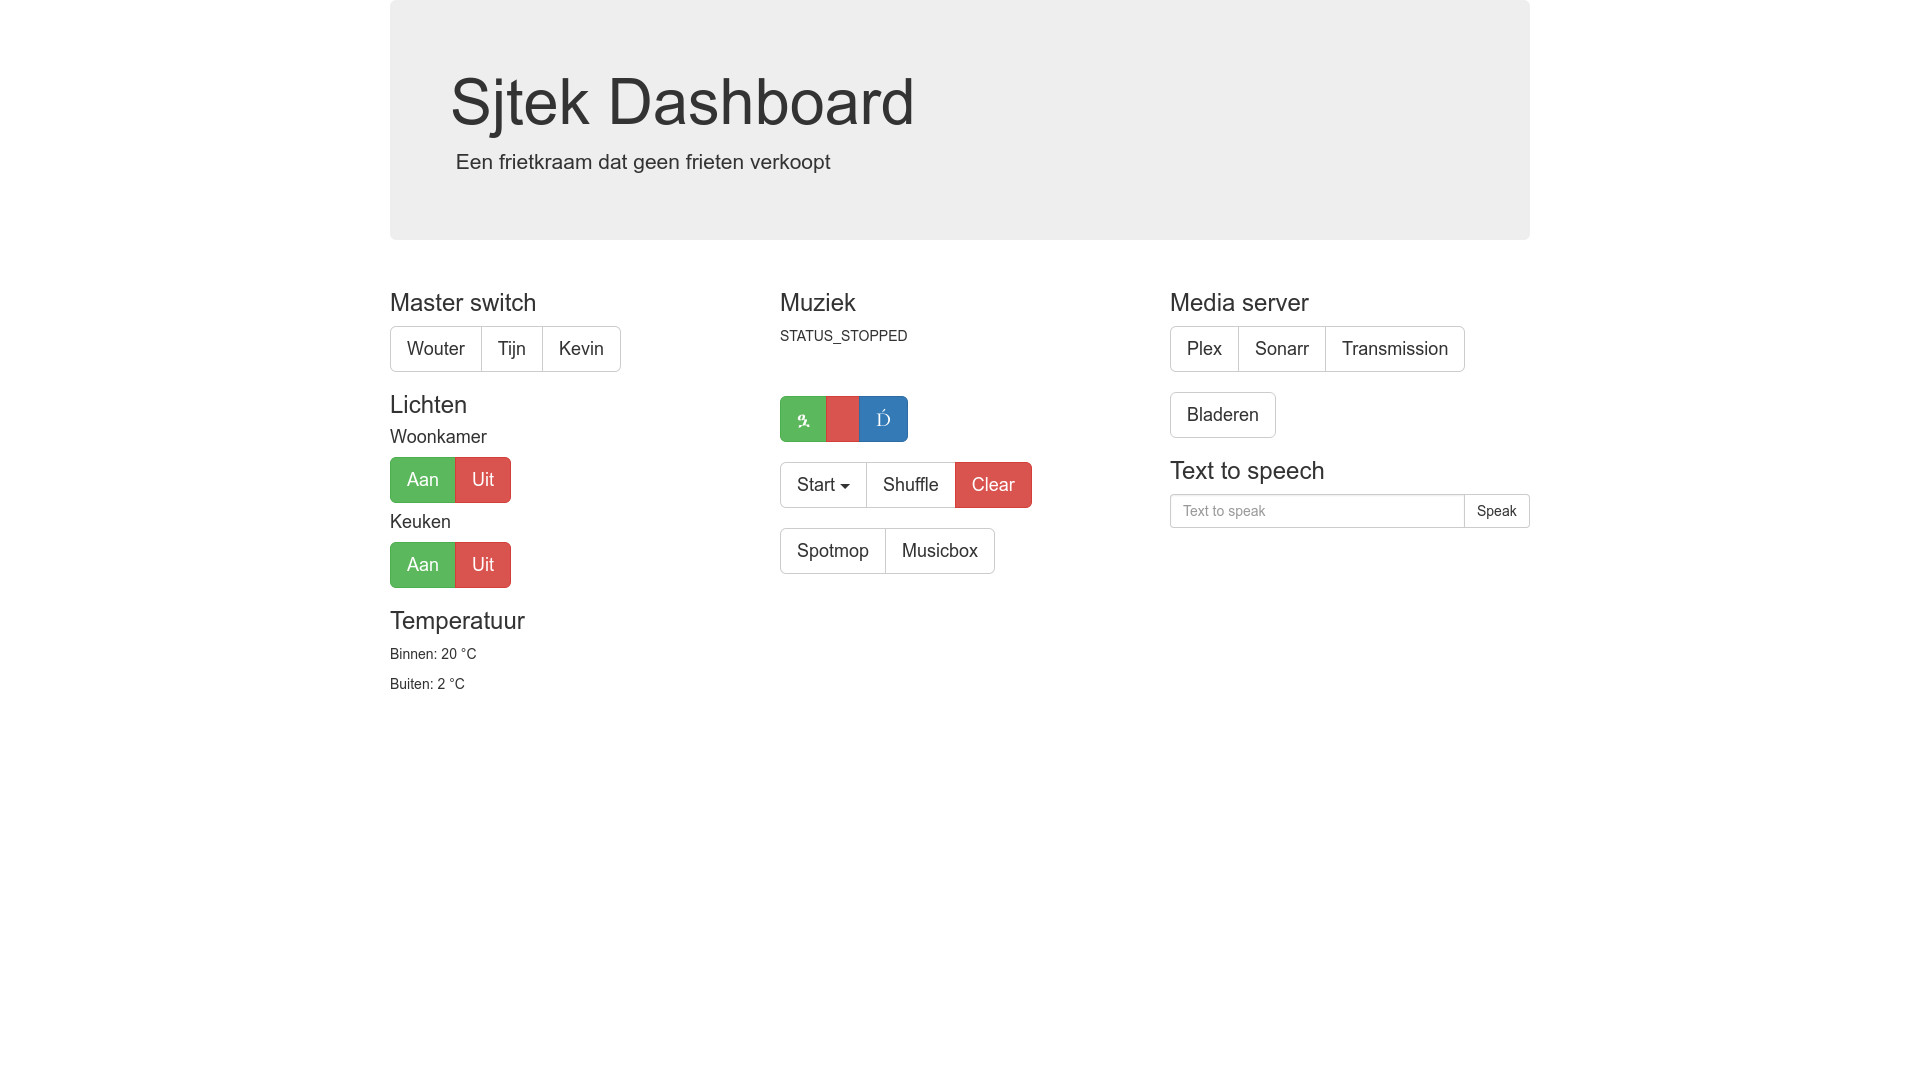 Sjtek Dashboard
Een frietkraam dat geen frieten verkoopt
Master switch
Wouter Tijn Kevin
Lichten
Woonkamer
Aan Uit
Keuken
Aan Uit
Temperatuur
Binnen: 20 °C
Buiten: 2 °C
Muziek
STATUS_STOPPED
Start Shuffle Clear
Spotmop Musicbox
Media server
Plex Sonarr Transmission
Bladeren
Text to speech
Text to speak Speak